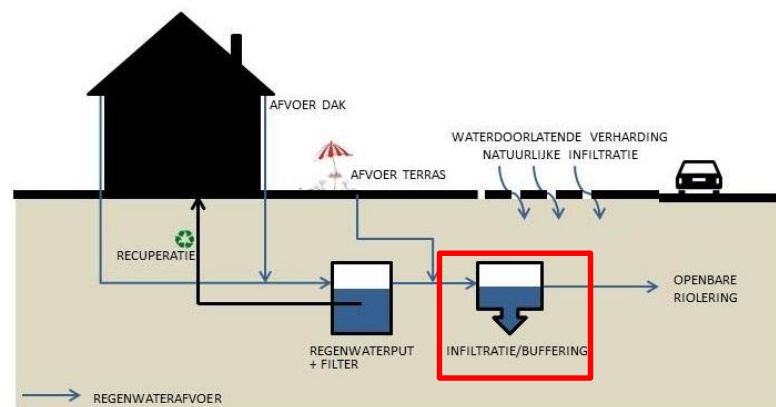 AFVOER DAK
WATERDOORLATENDE VERHARDING
NATUURLIJKE INFILTRATIE
AFVOER TERRAS
RECUPERATIE
OPENBARE
RIOLERING
REGENWATERPUT
+ FILTER
INFILTRATIE/BUFFERING
REGENWATERAFVOER